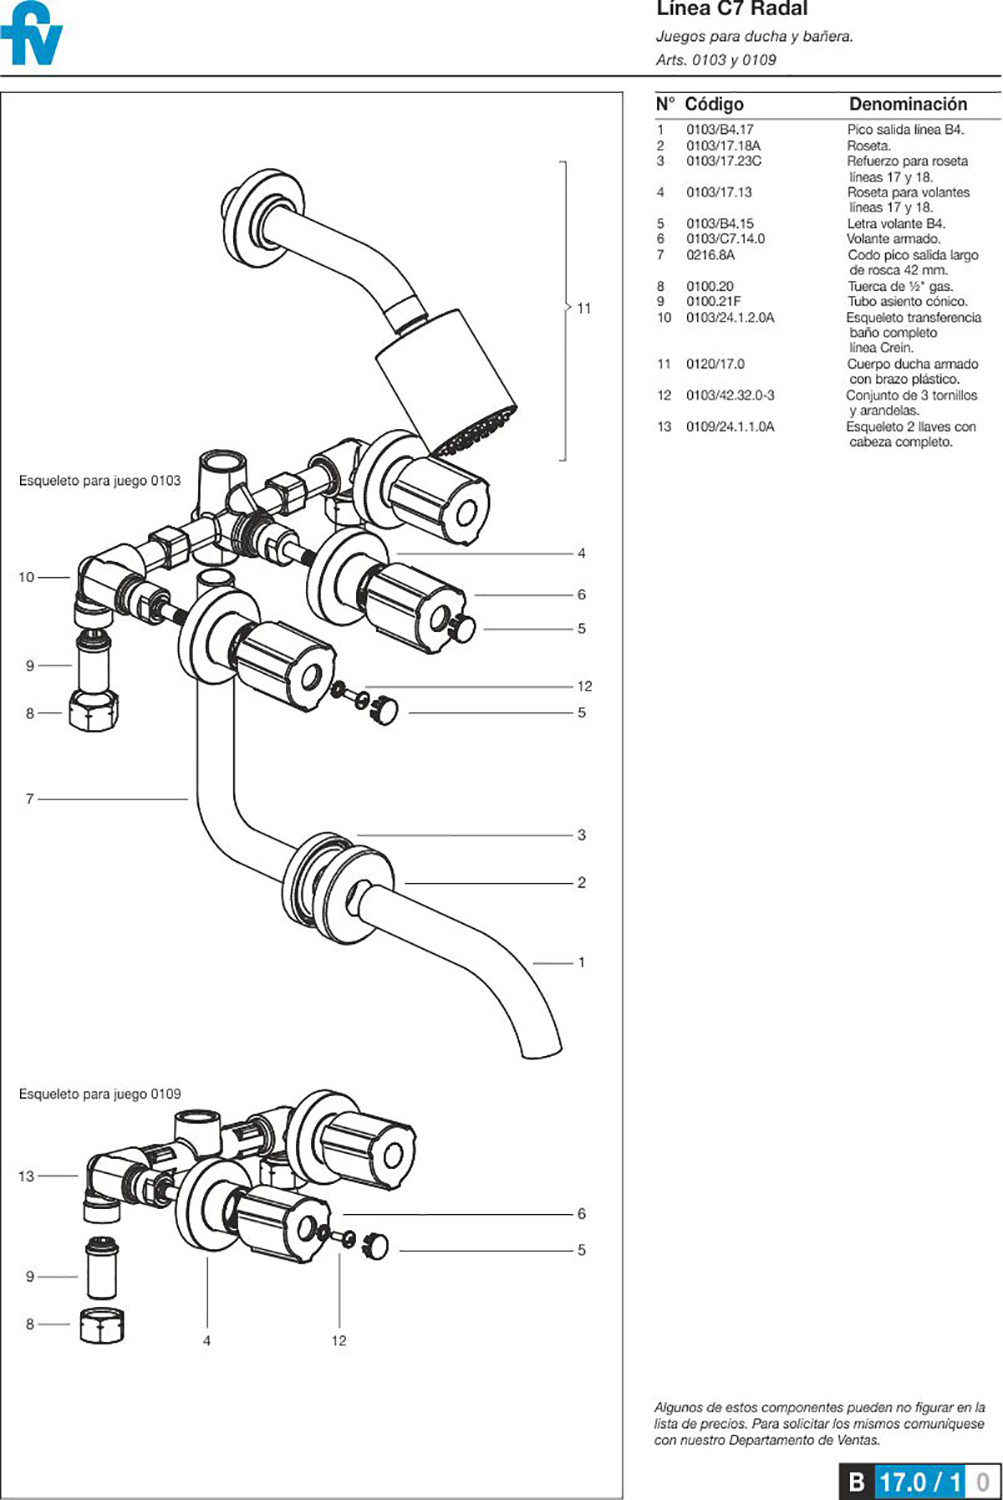 fv
Línea C7 Radal
Juegos para ducha y bañera.
Arts. 0103 y 0109
N° Código Denominación
1 0103/B4.17 Pico salida línea B4.
2 0103/17.18A Roseta.
3 0103/17.23C Refuerzo para roseta
líneas 17 y 18.
4 0103/17.13 Roseta para volantes
líneas 17 y 18.
5 0103/B4.15 Letra volante B4.
6 0103/C7.14.0 Volante armado.
7 0216.8A Codo pico salida largo
de rosca 42 mm.
8 0100.20 Tuerca de ½" gas.
9 0100.21F Tubo asiento cónico.
10 0103/24.1.2.0A Esqueleto transferencia
baño completo
línea Crein.
11 0120/17.0 Cuerpo ducha armado
con brazo plástico.
12 0103/42.32.0-3 Conjunto de 3 tornillos
y arandelas.
13 0109/24.1.1.0A Esqueleto 2 llaves con
cabeza completo.
11
Esqueleto para juego 0103
4
10
6
5
9
12
8
5
7
3
2
1
Esqueleto para juego 0109
13
6
5
9
8
4
12
Algunos de estos componentes pueden no figurar en la
lista de precios. Para solicitar los mismos comuníquese
con nuestro Departamento de Ventas.
B 17.0 / 1 0